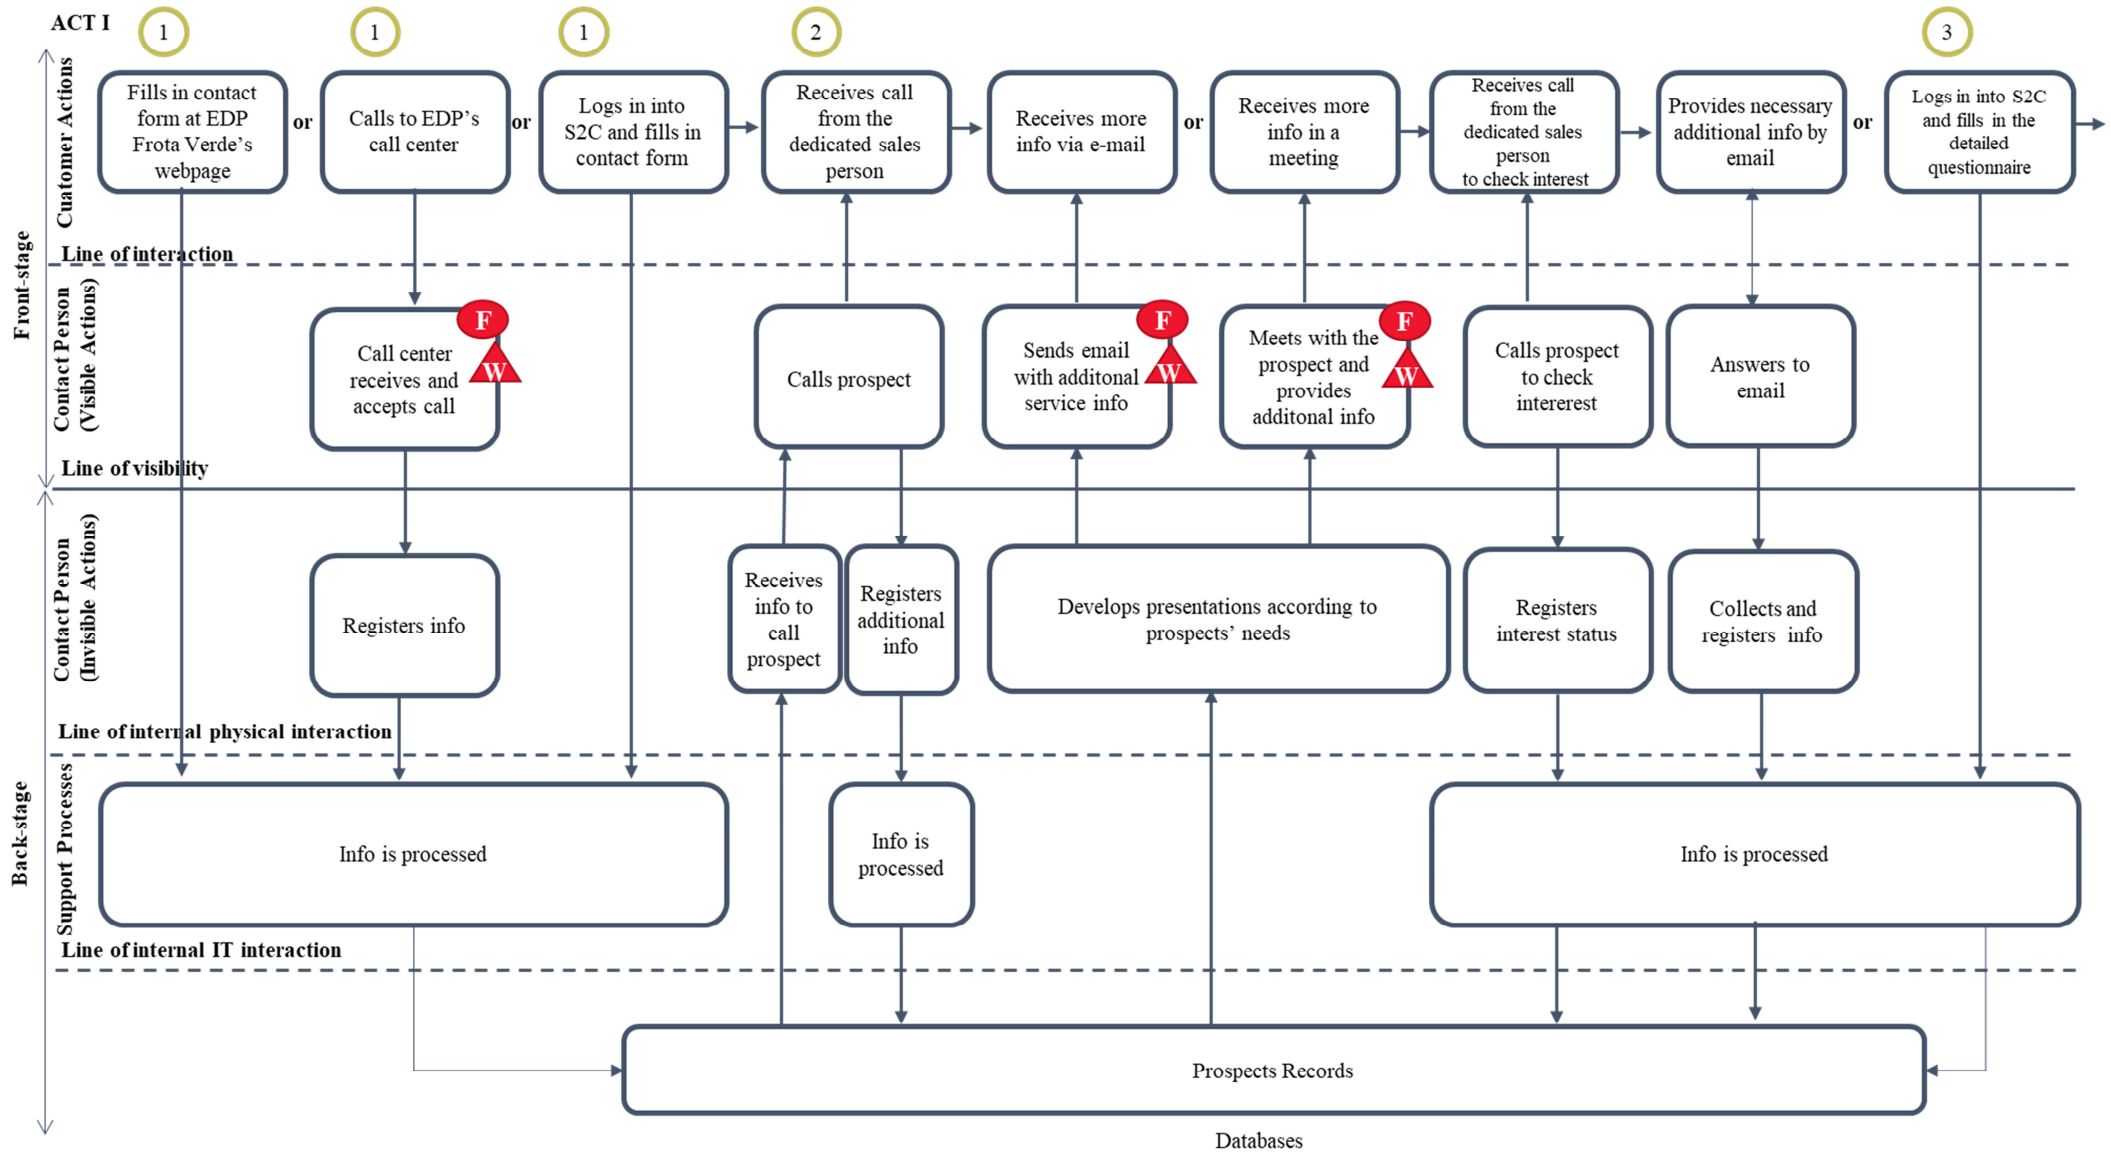 ACT I
1
1
1
2
3
Cuatomer Actions
Fills in contact
form at EDP
Frota Verde's
webpage
or
Calls to EDP's
call center
or
Logs in into
S2C and fills in
contact form
Receives call
from the
dedicated sales
person
Receives more
info via e-mail
or
Receives more
info in a
meeting
Receives call
from the
dedicated sales
person
to check interest
Provides necessary
additional info by
email
or
Logs in into S2C
and fills in the
detailed
questionnaire
Line of interaction
Front-stage
Contact Person
(Visible Actions)
Call center
receives and
accepts call
F
W
Calls prospect
Sends email
with additonal
service info
F
W
Meets with the
prospect and
provides
additonal info
F
W
Calls prospect
to check
intererest
Answers to
email
Line of visibility
Contact Person
(Invisible Actions)
Registers info
Receives
info to
call
prospect
Registers
additional
info
Develops presentations according to
prospects' needs
Registers
interest status
Collects and
registers info
Line of internal physical interaction
Back-stage
Support Processes
Info is processed
Info is
processed
Info is processed
Line of internal IT interaction
Prospects Records
Databases